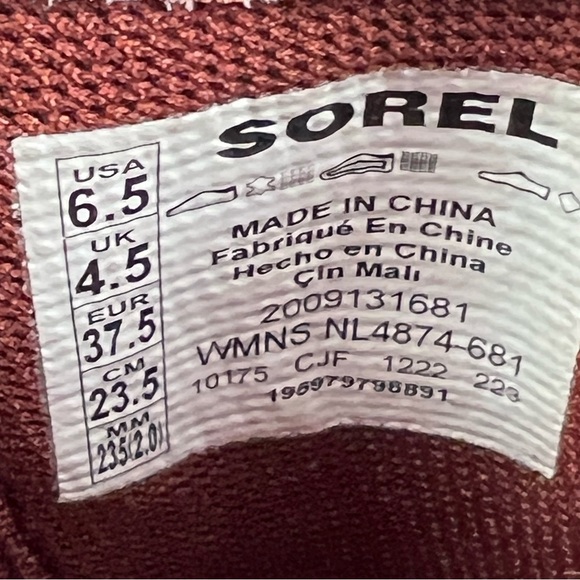 SOREL
USA
6.5
UK
4.5
EUR
37.5
CM
23.5
MM
235(2.0)
MADE IN CHINA
Fabriqué En Chine
Hecho en China
Çin Malı
2009131681
WMNS NL4874-681
10175 CJF 1222 223
195979798891